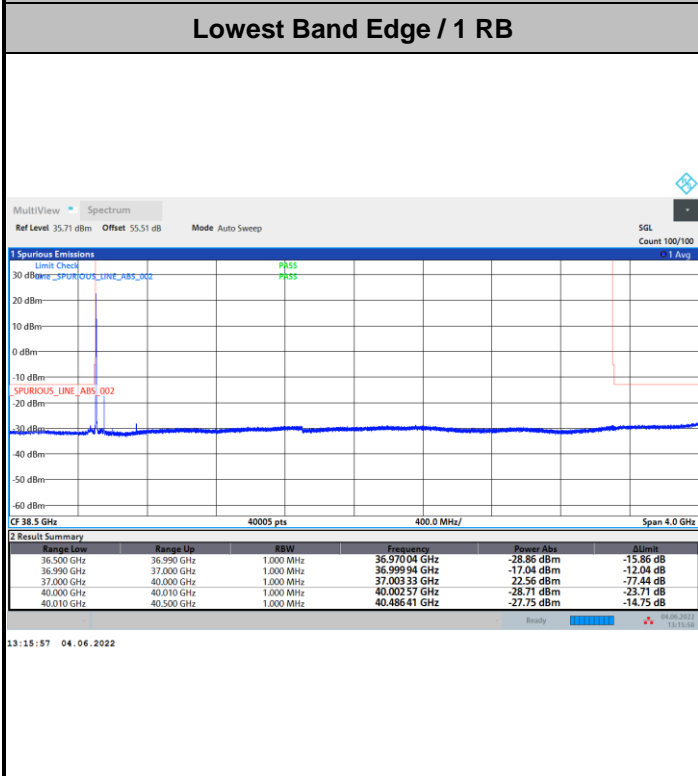 Lowest Band Edge / 1 RB
MultiView Spectrum
Ref Level 35.71 dBm Offset 55.51 dB Mode Auto Sweep SGL
Count 100/100
1 Spurious Emissions 1 Avg
Limit Check PASS
30 dBm Line _SPURIOUS_LINE_ABS_002 PASS
20 dBm
10 dBm
0 dBm
-10 dBm
_SPURIOUS_LINE_ABS_002
-20 dBm
-30 dBm
-40 dBm
-50 dBm
-60 dBm
CF 38.5 GHz 40005 pts 400.0 MHz/ Span 4.0 GHz
2 Result Summary
Range Low Range Up RBW Frequency Power Abs ΔLimit
36.500 GHz 36.990 GHz 1.000 MHz 36.970 04 GHz -28.86 dBm -15.86 dB
36.990 GHz 37.000 GHz 1.000 MHz 36.999 94 GHz -17.04 dBm -12.04 dB
37.000 GHz 40.000 GHz 1.000 MHz 37.003 33 GHz 22.56 dBm -77.44 dB
40.000 GHz 40.010 GHz 1.000 MHz 40.002 57 GHz -28.71 dBm -23.71 dB
40.010 GHz 40.500 GHz 1.000 MHz 40.486 41 GHz -27.75 dBm -14.75 dB
Ready 04.06.2022
13:15:56
13:15:57 04.06.2022